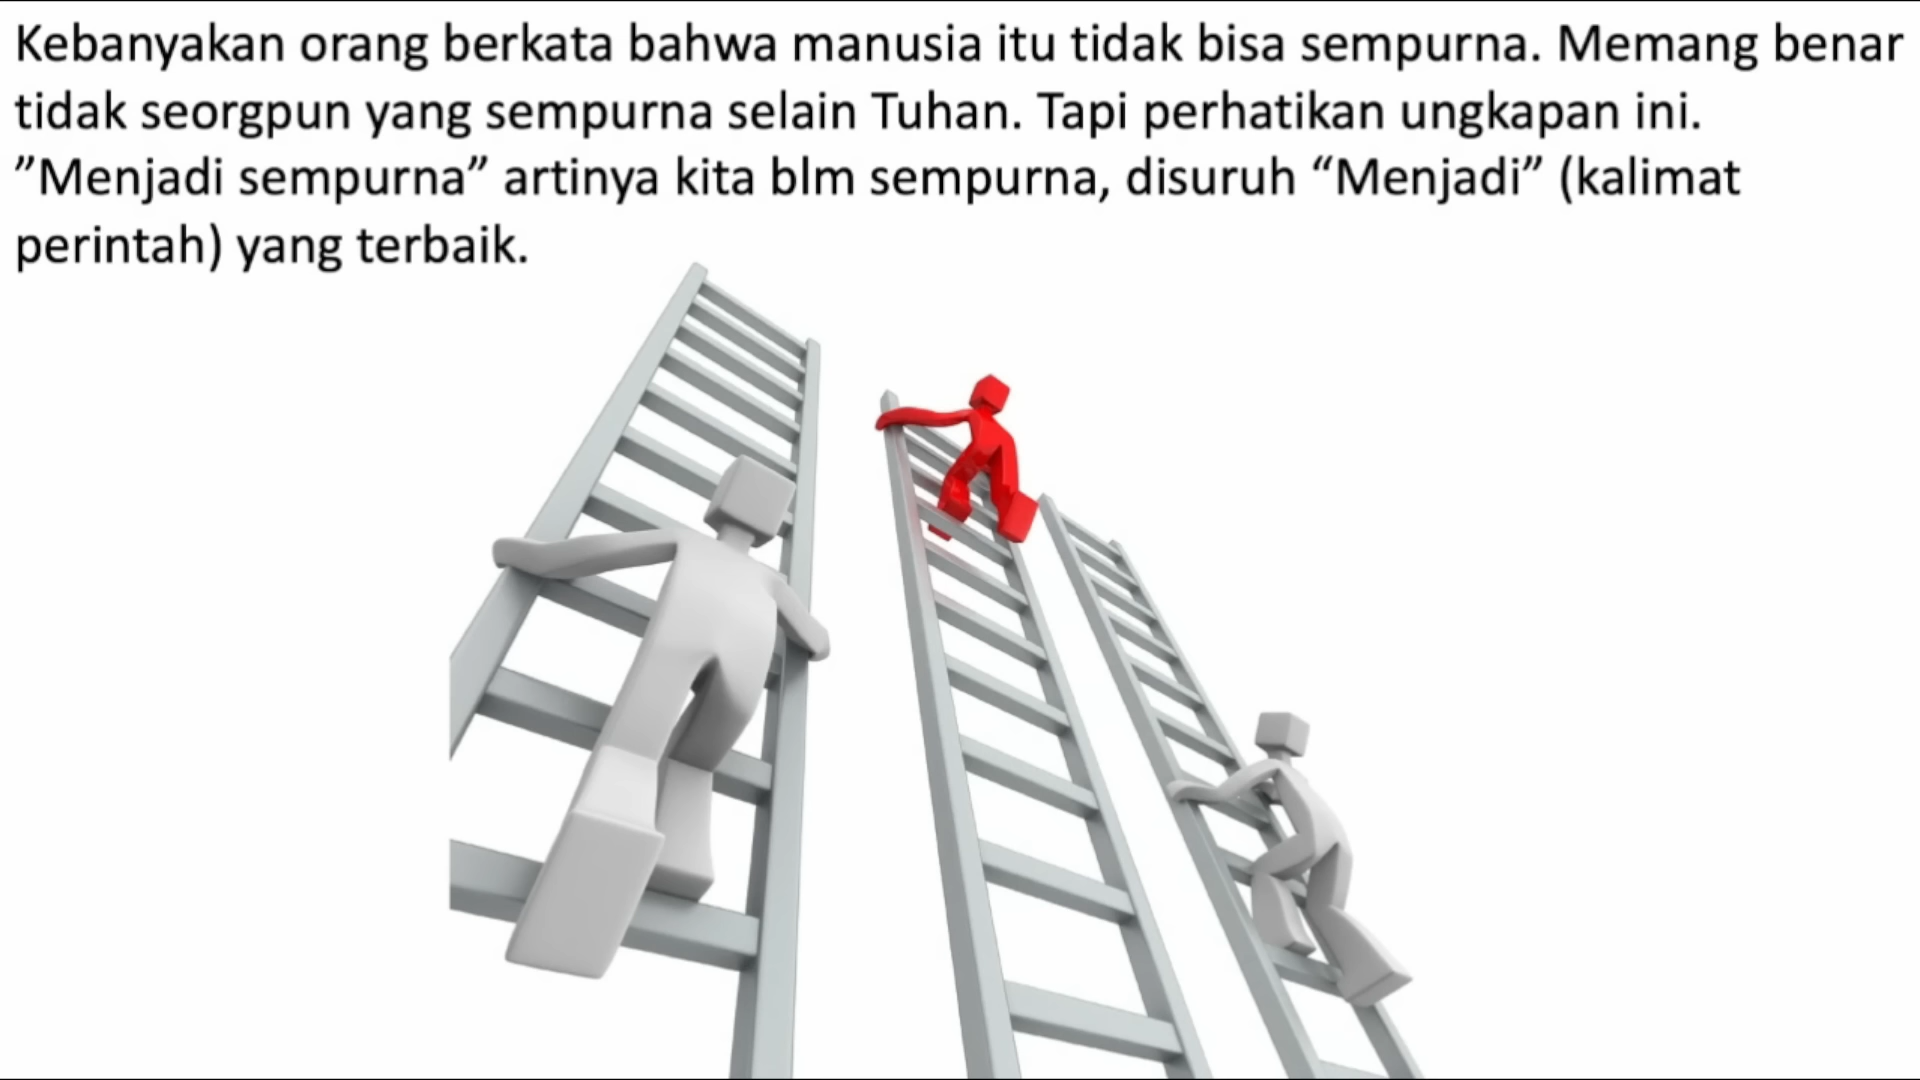 Kebanyakan orang berkata bahwa manusia itu tidak bisa sempurna. Memang benar
tidak seorgpun yang sempurna selain Tuhan. Tapi perhatikan ungkapan ini.
”Menjadi sempurna” artinya kita blm sempurna, disuruh “Menjadi” (kalimat
perintah) yang terbaik.